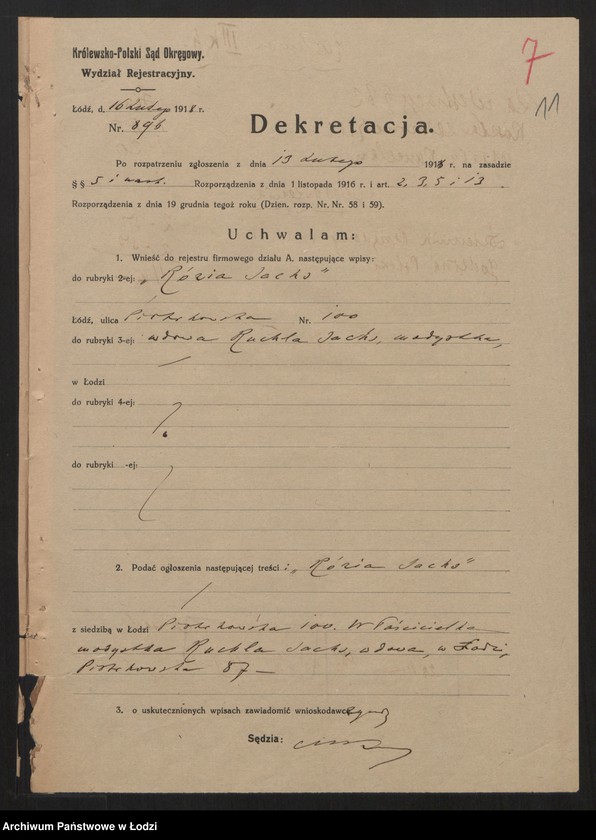 7
11
Królewsko-Polski Sąd Okręgowy.
Wydział Rejestracyjny.
Łódź, d. 16 Lutego 1918 r.
Nr. 896
Dekretacja.
Po rozpatrzeniu zgłoszenia z dnia 13 Lutego 1918 r. na zasadzie
§ § 5 i nast. Rozporządzenia z dnia 1 listopada 1916 r. i art. 2, 3, 5 i 13
Rozporządzenia z dnia 19 grudnia tegoż roku (Dzien. rozp. Nr. Nr. 58 i 59).
Uchwalam:
1. Wnieść do rejestru firmowego działu A. następujące wpisy:
do rubryki 2-ej: „Rózia Sachs"
Łódź, ulica Piotrkowska Nr. 100
do rubryki 3-ej: wdowa Ruchla Sachs, modystka,
w Łodzi
do rubryki 4-ej:
do rubryki -ej:
2. Podać ogłoszenia następującej treści: „Rózia Sachs"
z siedzibą w Łodzi Piotrkowska 100. Właścicielka
modystka Ruchla Sachs, wdowa, w Łodzi,
Piotrkowska 87 —
3. o uskutecznionych wpisach zawiadomić wnioskodawcę
Sędzia:
Archiwum Państwowe w Łodzi